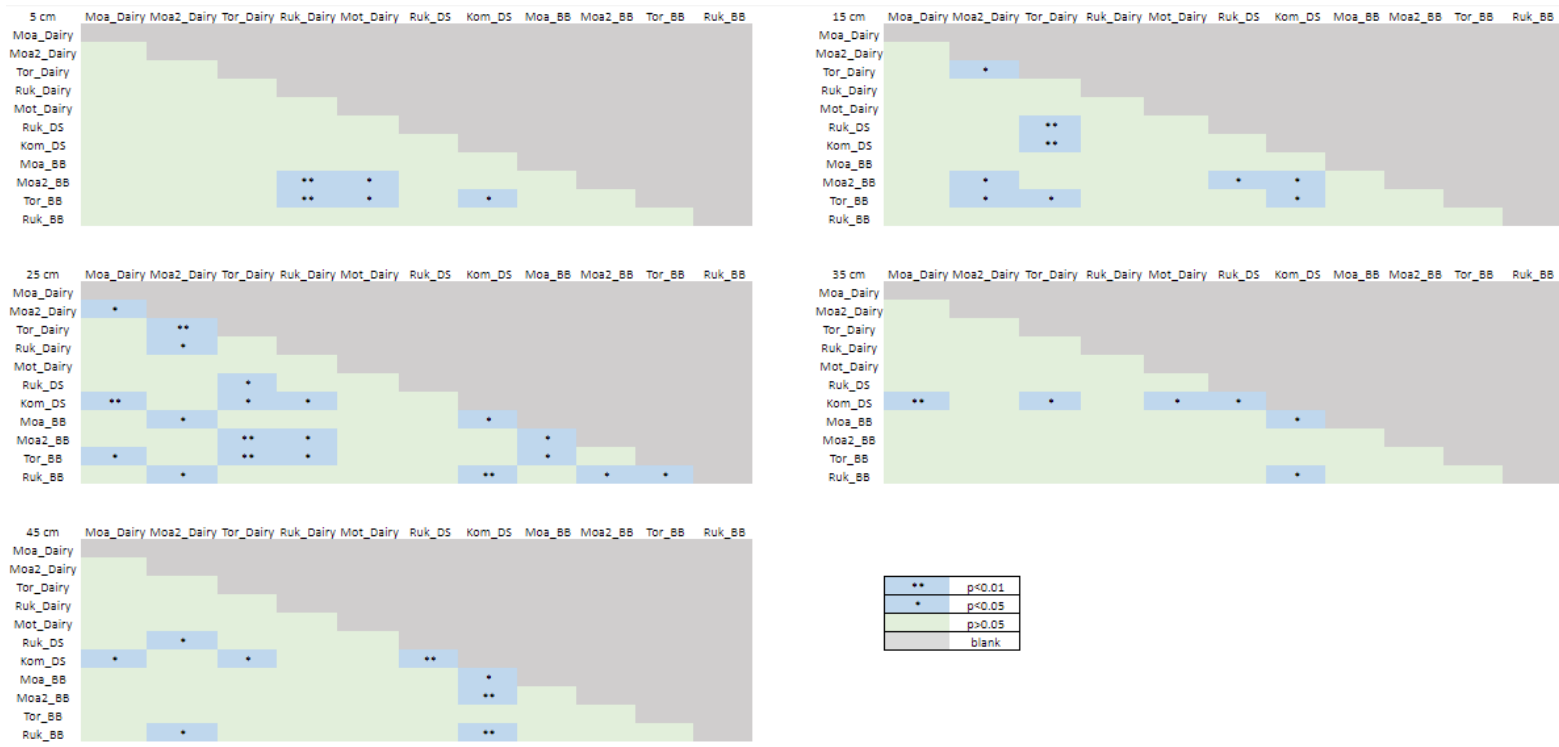 5 cm Moa_Dairy Moa2_Dairy Tor_Dairy Ruk_Dairy Mot_Dairy Ruk_DS Kom_DS Moa_BB Moa2_BB Tor_BB Ruk_BB
Moa_Dairy
Moa2_Dairy
Tor_Dairy
Ruk_Dairy
Mot_Dairy
Ruk_DS
Kom_DS
Moa_BB
Moa2_BB ** *
Tor_BB ** * *
Ruk_BB
15 cm Moa_Dairy Moa2_Dairy Tor_Dairy Ruk_Dairy Mot_Dairy Ruk_DS Kom_DS Moa_BB Moa2_BB Tor_BB Ruk_BB
Moa_Dairy
Moa2_Dairy
Tor_Dairy *
Ruk_Dairy
Mot_Dairy
Ruk_DS **
Kom_DS **
Moa_BB
Moa2_BB * * *
Tor_BB * * *
Ruk_BB
25 cm Moa_Dairy Moa2_Dairy Tor_Dairy Ruk_Dairy Mot_Dairy Ruk_DS Kom_DS Moa_BB Moa2_BB Tor_BB Ruk_BB
Moa_Dairy
Moa2_Dairy *
Tor_Dairy **
Ruk_Dairy *
Mot_Dairy
Ruk_DS *
Kom_DS ** * *
Moa_BB * *
Moa2_BB ** * *
Tor_BB * ** * *
Ruk_BB * ** * *
35 cm Moa_Dairy Moa2_Dairy Tor_Dairy Ruk_Dairy Mot_Dairy Ruk_DS Kom_DS Moa_BB Moa2_BB Tor_BB Ruk_BB
Moa_Dairy
Moa2_Dairy
Tor_Dairy
Ruk_Dairy
Mot_Dairy
Ruk_DS
Kom_DS ** * * *
Moa_BB *
Moa2_BB
Tor_BB
Ruk_BB *
45 cm Moa_Dairy Moa2_Dairy Tor_Dairy Ruk_Dairy Mot_Dairy Ruk_DS Kom_DS Moa_BB Moa2_BB Tor_BB Ruk_BB
Moa_Dairy
Moa2_Dairy
Tor_Dairy
Ruk_Dairy
Mot_Dairy
Ruk_DS *
Kom_DS * * **
Moa_BB *
Moa2_BB **
Tor_BB
Ruk_BB * **
** p<0.01
* p<0.05
p>0.05
blank